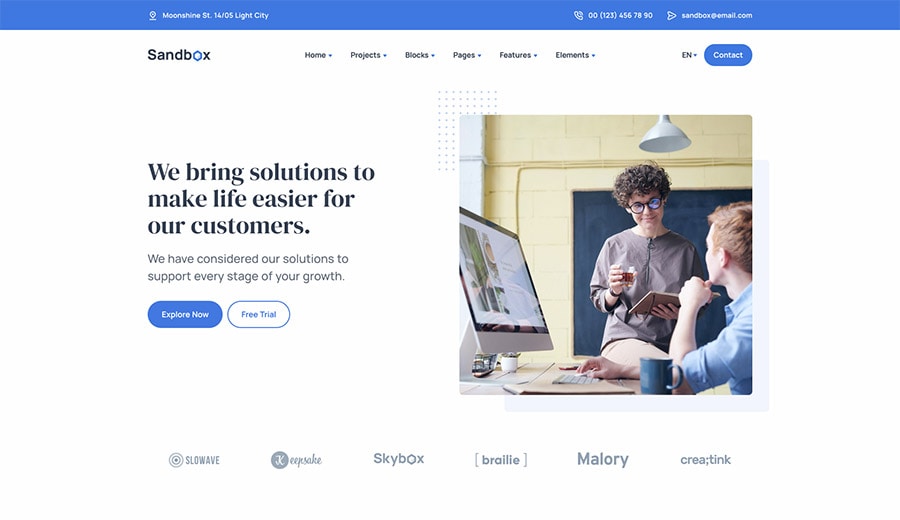 Moonshine St. 14/05 Light City
00 (123) 456 78 90
sandbox@email.com
Sandbox
Home
Projects
Blocks
Pages
Features
Elements
EN
Contact
We bring solutions to
make life easier for
our customers.
We have considered our solutions to
support every stage of your growth.
Explore Now
Free Trial
SLOWAVE
Keepsake
Skybox
[ brailie ]
Malory
crea;tink